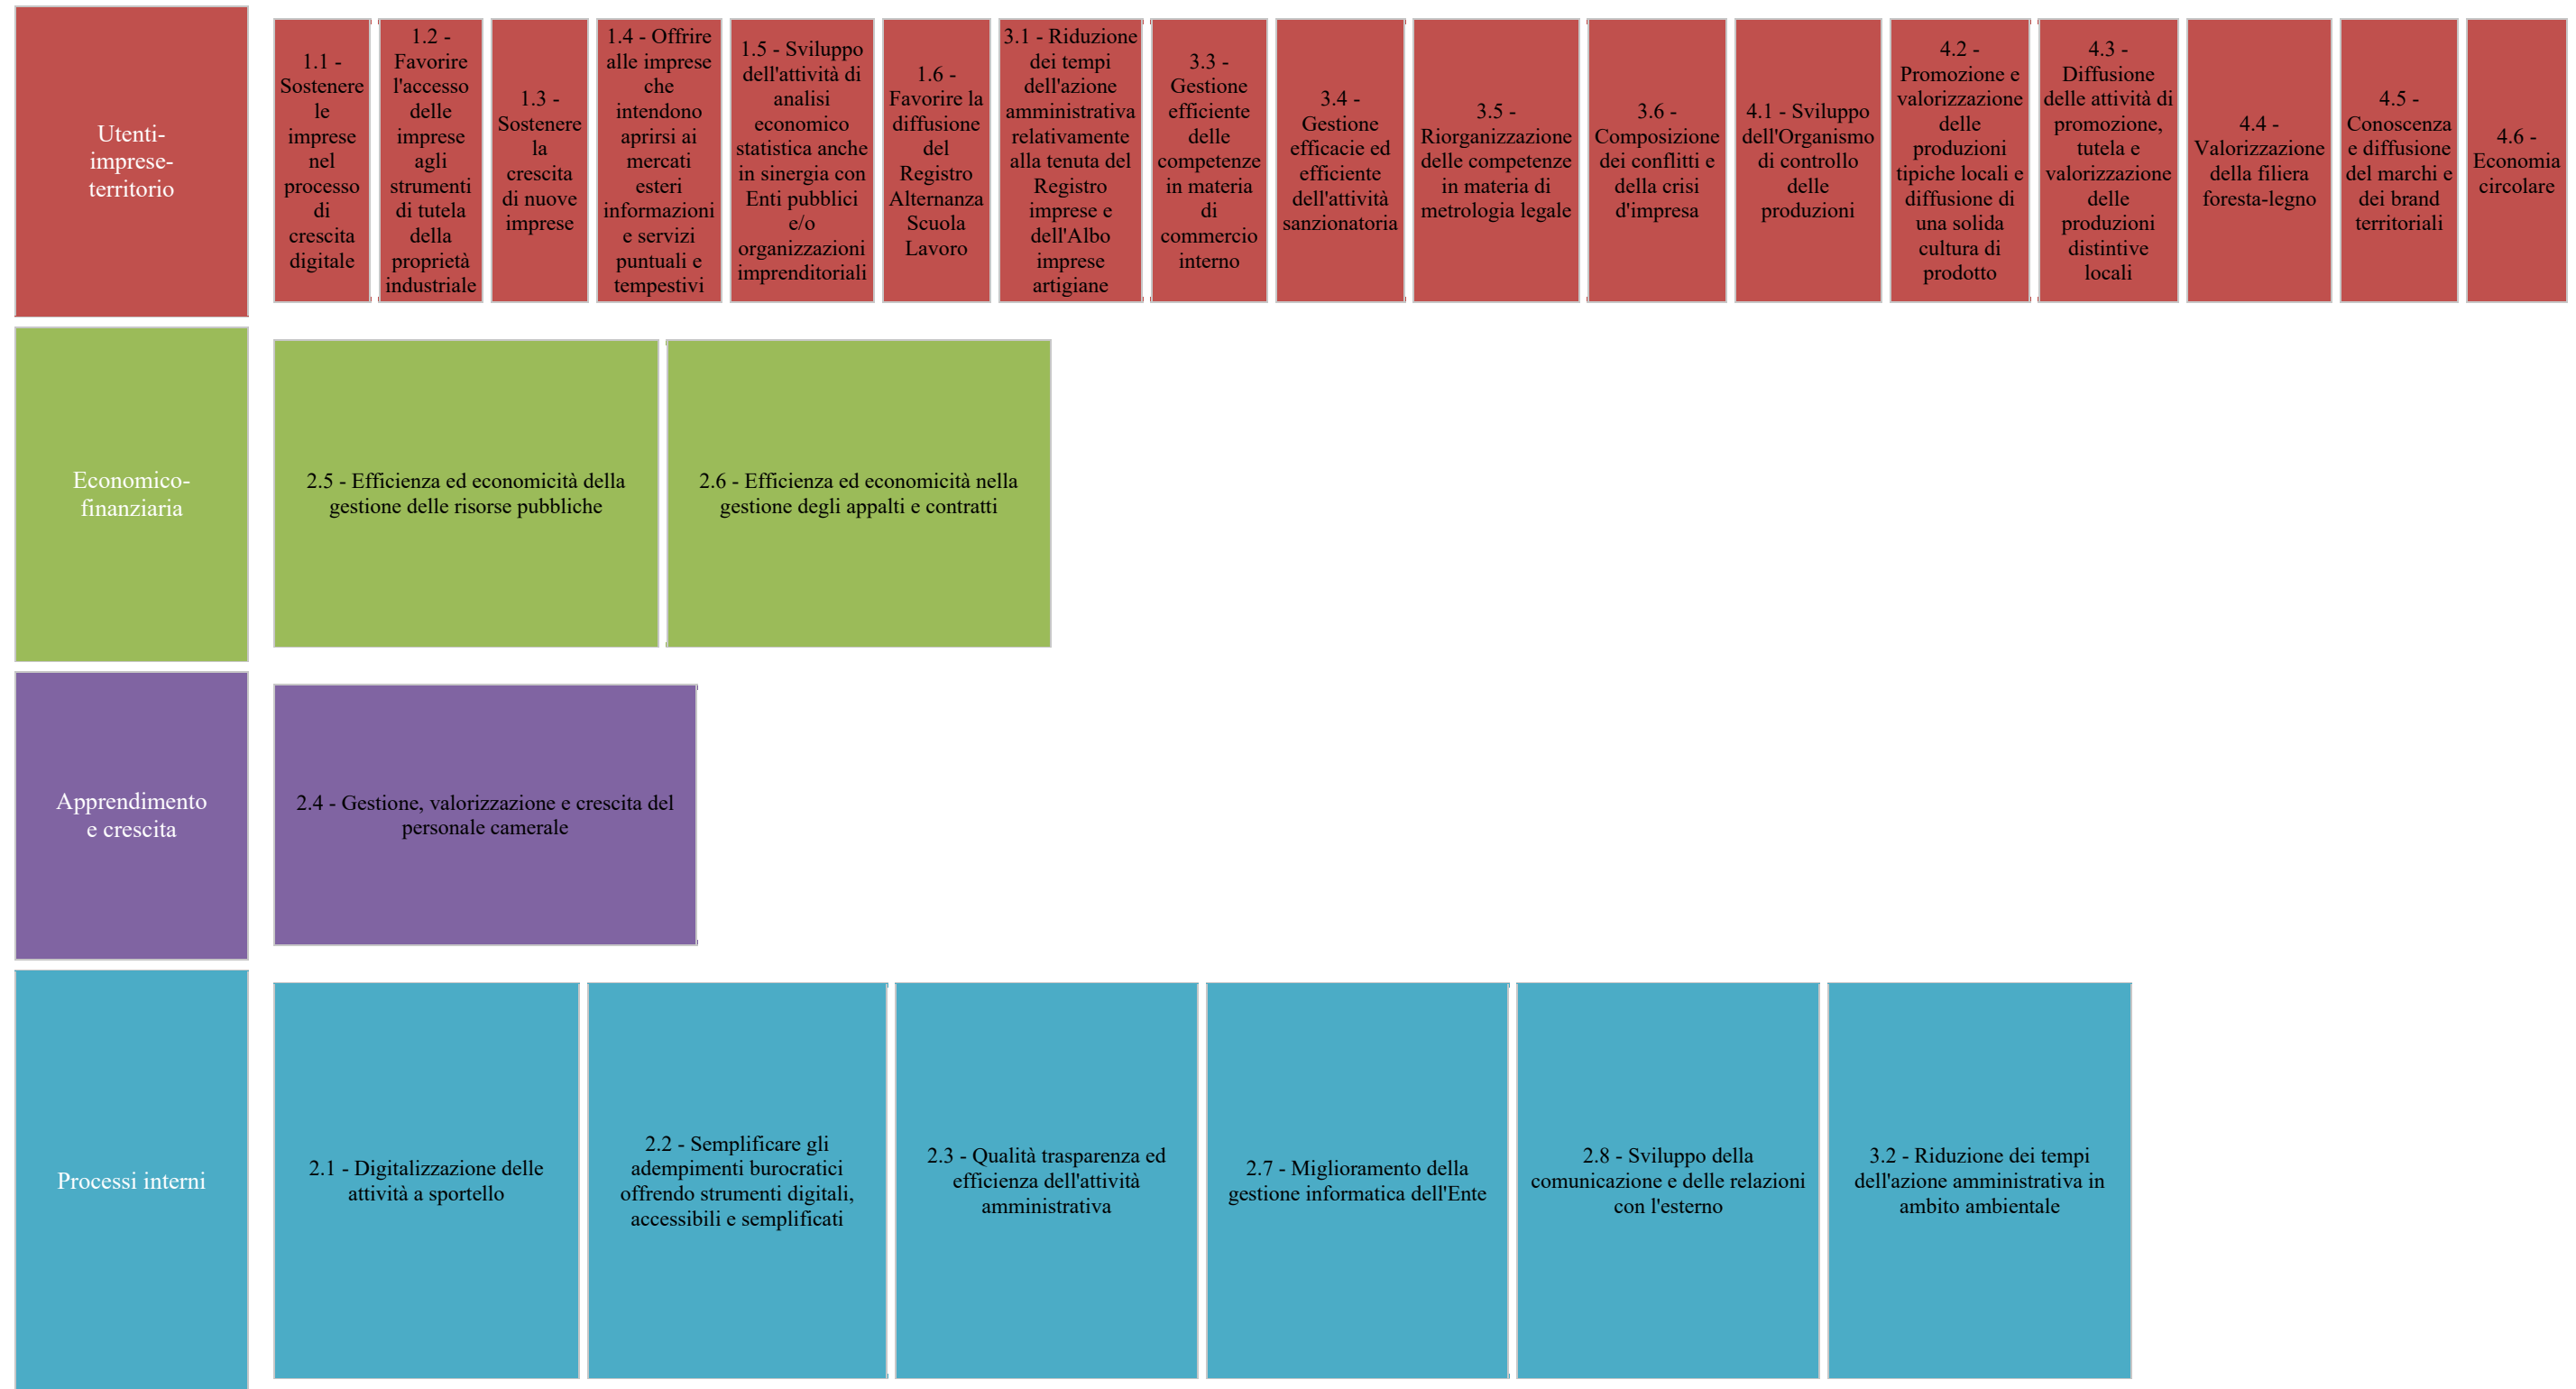 Utenti-
imprese-
territorio
1.1 -
Sostenere
le
imprese
nel
processo
di
crescita
digitale
1.2 -
Favorire
l'accesso
delle
imprese
agli
strumenti
di tutela
della
proprietà
industriale
1.3 -
Sostenere
la
crescita
di nuove
imprese
1.4 - Offrire
alle imprese
che
intendono
aprirsi ai
mercati
esteri
informazioni
e servizi
puntuali e
tempestivi
1.5 - Sviluppo
dell'attività di
analisi
economico
statistica anche
in sinergia con
Enti pubblici
e/o
organizzazioni
imprenditoriali
1.6 -
Favorire la
diffusione
del
Registro
Alternanza
Scuola
Lavoro
3.1 - Riduzione
dei tempi
dell'azione
amministrativa
relativamente
alla tenuta del
Registro
imprese e
dell'Albo
imprese
artigiane
3.3 -
Gestione
efficiente
delle
competenze
in materia
di
commercio
interno
3.4 -
Gestione
efficacie ed
efficiente
dell'attività
sanzionatoria
3.5 -
Riorganizzazione
delle competenze
in materia di
metrologia legale
3.6 -
Composizione
dei conflitti e
della crisi
d'impresa
4.1 - Sviluppo
dell'Organismo
di controllo
delle
produzioni
4.2 -
Promozione e
valorizzazione
delle
produzioni
tipiche locali e
diffusione di
una solida
cultura di
prodotto
4.3 -
Diffusione
delle attività di
promozione,
tutela e
valorizzazione
delle
produzioni
distintive
locali
4.4 -
Valorizzazione
della filiera
foresta-legno
4.5 -
Conoscenza
e diffusione
del marchi e
dei brand
territoriali
4.6 -
Economia
circolare
Economico-
finanziaria
2.5 - Efficienza ed economicità della
gestione delle risorse pubbliche
2.6 - Efficienza ed economicità nella
gestione degli appalti e contratti
Apprendimento
e crescita
2.4 - Gestione, valorizzazione e crescita del
personale camerale
Processi interni
2.1 - Digitalizzazione delle
attività a sportello
2.2 - Semplificare gli
adempimenti burocratici
offrendo strumenti digitali,
accessibili e semplificati
2.3 - Qualità trasparenza ed
efficienza dell'attività
amministrativa
2.7 - Miglioramento della
gestione informatica dell'Ente
2.8 - Sviluppo della
comunicazione e delle relazioni
con l'esterno
3.2 - Riduzione dei tempi
dell'azione amministrativa in
ambito ambientale